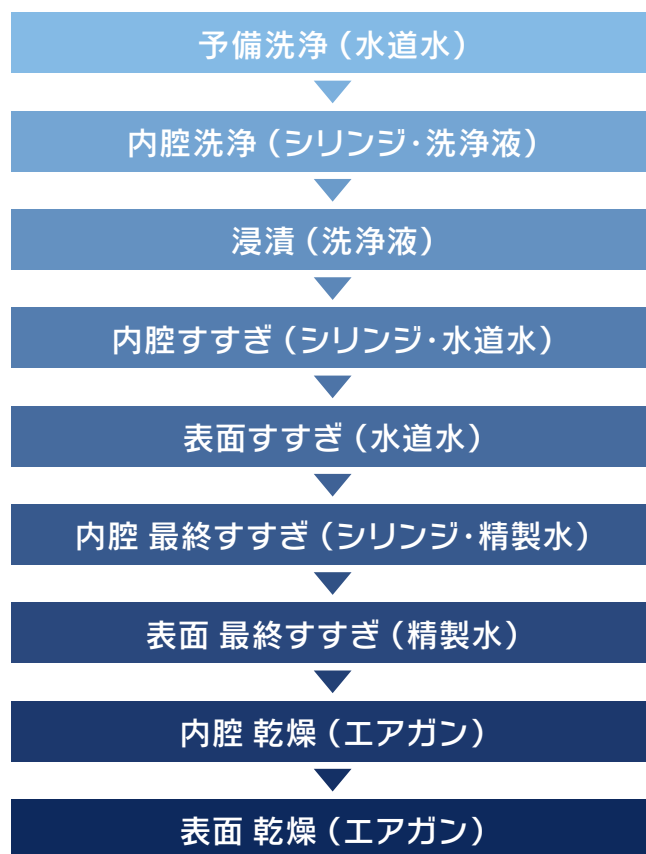 予備洗浄（水道水）
内腔洗浄（シリンジ・洗浄液）
浸漬（洗浄液）
内腔すすぎ（シリンジ・水道水）
表面すすぎ（水道水）
内腔 最終すすぎ（シリンジ・精製水）
表面 最終すすぎ（精製水）
内腔 乾燥（エアガン）
表面 乾燥（エアガン）